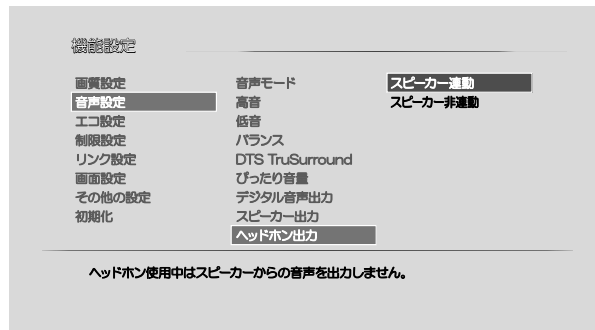 機能設定
画質設定
音声設定
エコ設定
制限設定
リンク設定
画面設定
その他の設定
初期化
音声モード
高音
低音
バランス
DTS TruSurround
ぴったり音量
デジタル音声出力
スピーカー出力
ヘッドホン出力
スピーカー連動
スピーカー非連動
ヘッドホン使用中はスピーカーからの音声を出力しません。